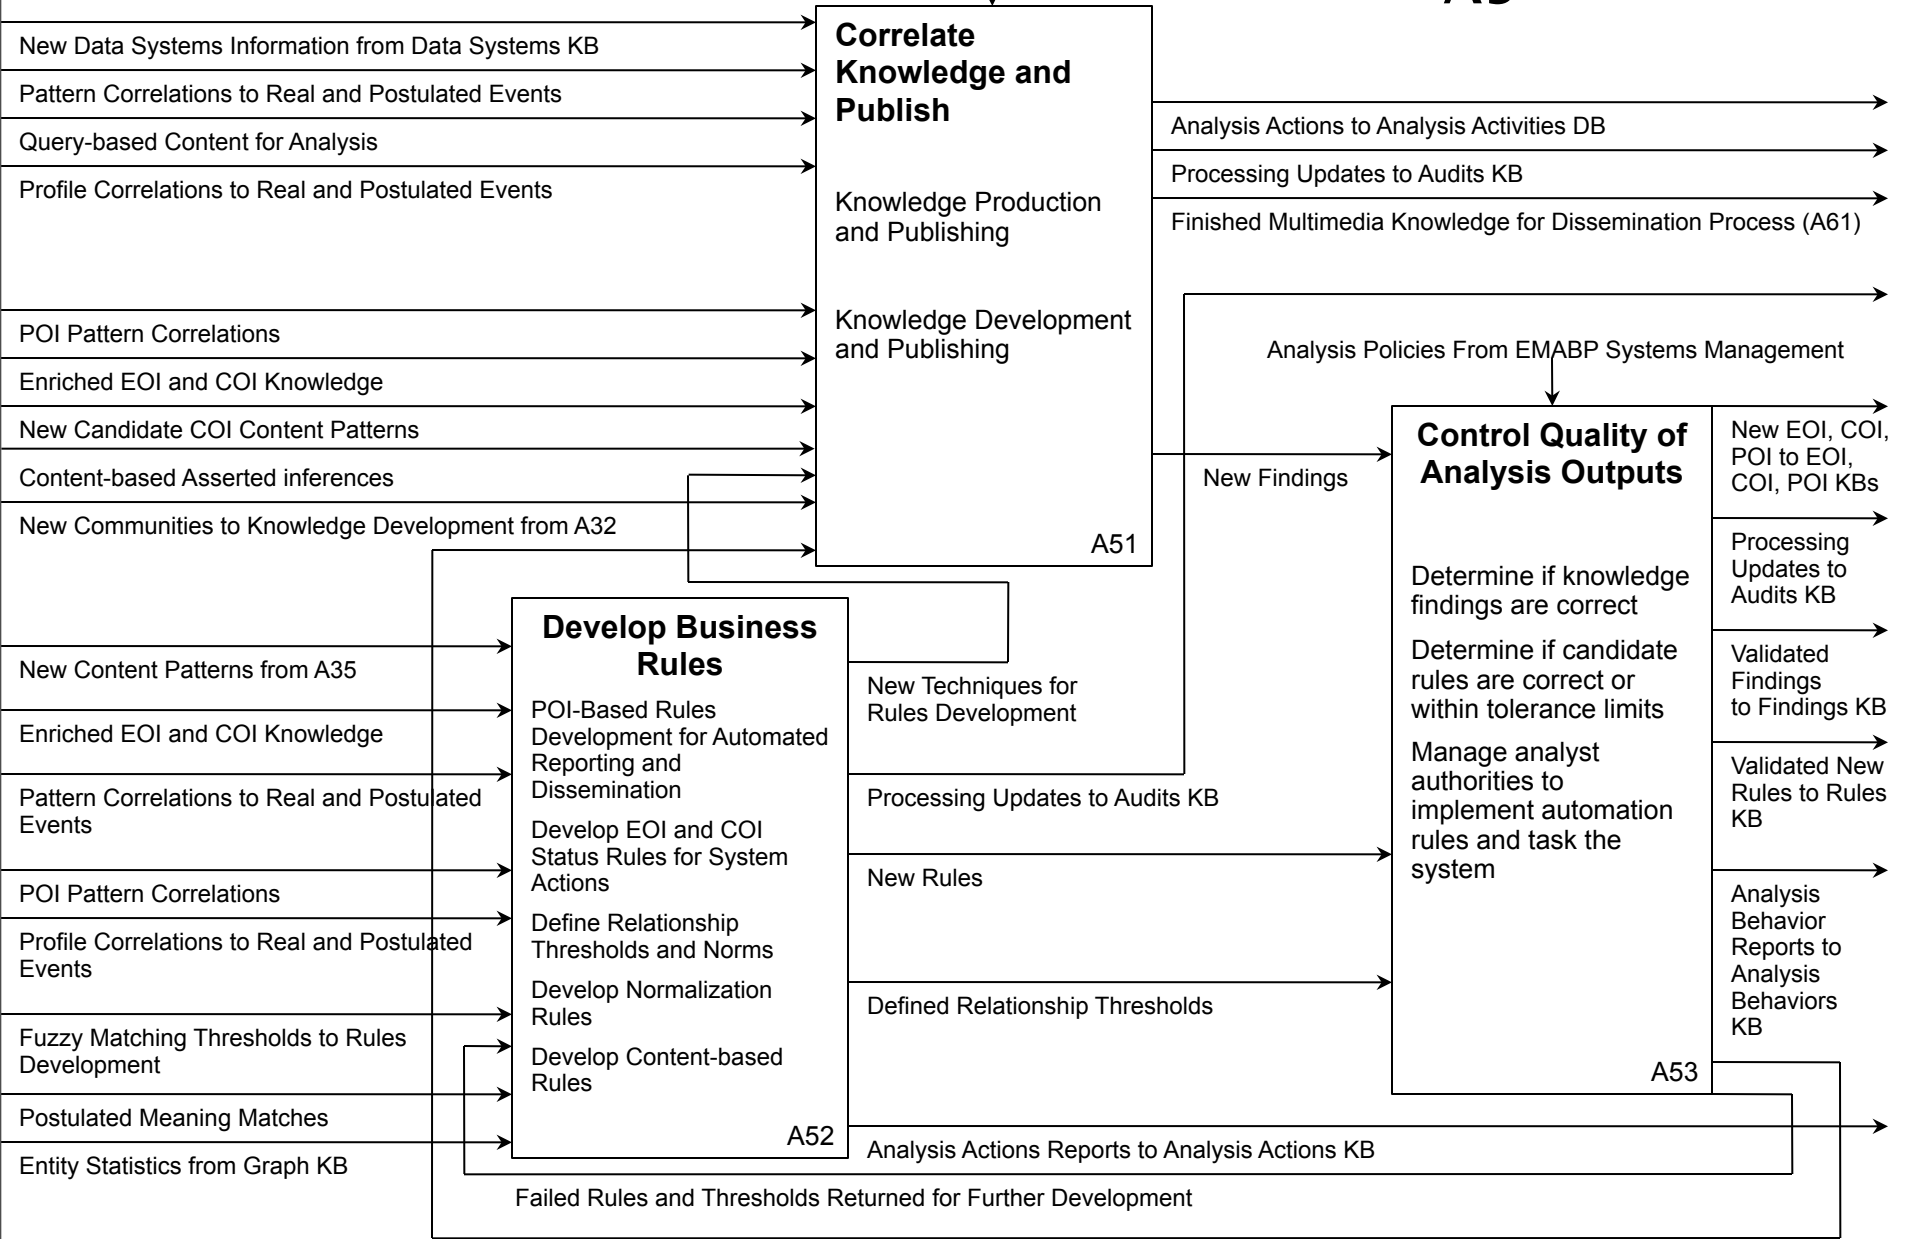 New Data Systems Information from Data Systems KB
Pattern Correlations to Real and Postulated Events
Query-based Content for Analysis
Profile Correlations to Real and Postulated Events
POI Pattern Correlations
Enriched EOI and COI Knowledge
New Candidate COI Content Patterns
Content-based Asserted inferences
New Communities to Knowledge Development from A32
Correlate
Knowledge and
Publish
Knowledge Production
and Publishing
Knowledge Development
and Publishing
A51
Analysis Actions to Analysis Activities DB
Processing Updates to Audits KB
Finished Multimedia Knowledge for Dissemination Process (A61)
Analysis Policies From EMABP Systems Management
New Findings
Control Quality of
Analysis Outputs
Determine if knowledge
findings are correct
Determine if candidate
rules are correct or
within tolerance limits
Manage analyst
authorities to
implement automation
rules and task the
system
A53
New EOI, COI,
POI to EOI,
COI, POI KBs
Processing
Updates to
Audits KB
Validated
Findings
to Findings KB
Validated New
Rules to Rules
KB
Analysis
Behavior
Reports to
Analysis
Behaviors
KB
New Content Patterns from A35
Enriched EOI and COI Knowledge
Pattern Correlations to Real and Postulated
Events
POI Pattern Correlations
Profile Correlations to Real and Postulated
Events
Fuzzy Matching Thresholds to Rules
Development
Postulated Meaning Matches
Entity Statistics from Graph KB
Develop Business
Rules
POI-Based Rules
Development for Automated
Reporting and
Dissemination
Develop EOI and COI
Status Rules for System
Actions
Define Relationship
Thresholds and Norms
Develop Normalization
Rules
Develop Content-based
Rules
A52
New Techniques for
Rules Development
Processing Updates to Audits KB
New Rules
Defined Relationship Thresholds
Analysis Actions Reports to Analysis Actions KB
Failed Rules and Thresholds Returned for Further Development